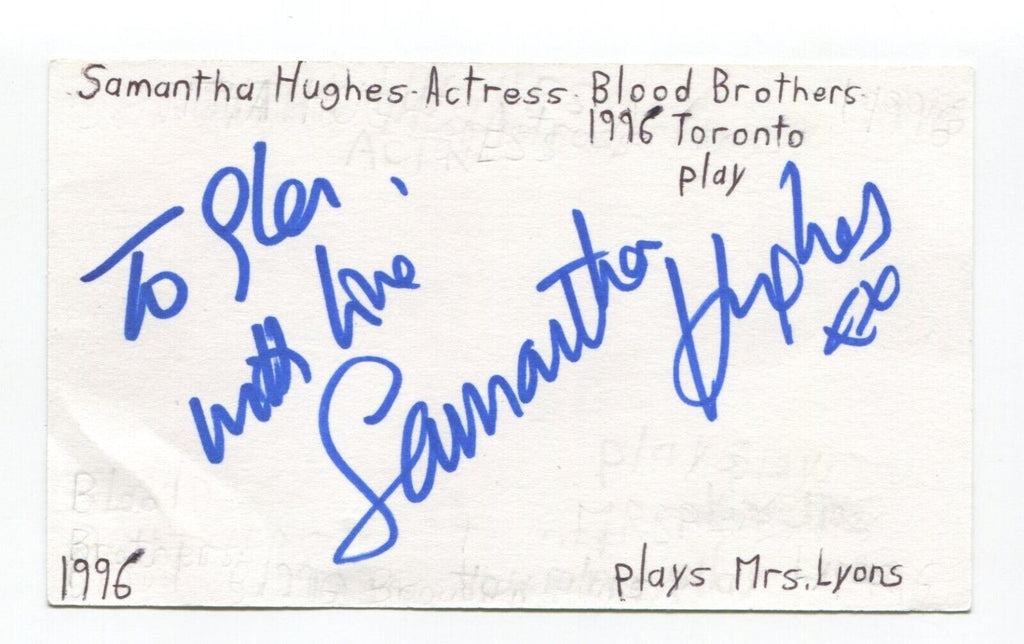 Samantha Hughes-Actress-Blood Brothers-
1996 Toronto
play
To Glen
with love
Samantha Hughes
xx
1996
plays Mrs. Lyons